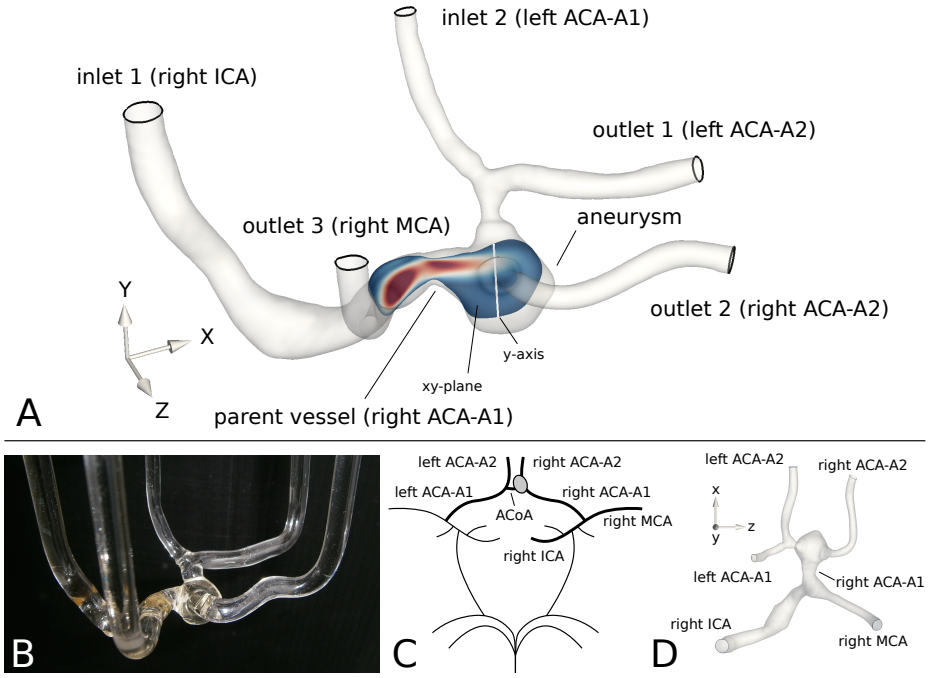 inlet 2 (left ACA-A1)
inlet 1 (right ICA)
outlet 1 (left ACA-A2)
outlet 3 (right MCA)
aneurysm
outlet 2 (right ACA-A2)
Y
X
Z
y-axis
xy-plane
parent vessel (right ACA-A1)
A
B
left ACA-A2
right ACA-A2
left ACA-A1
right ACA-A1
ACoA
right MCA
right ICA
C
left ACA-A2
right ACA-A2
x
z
y
left ACA-A1
right ACA-A1
right ICA
right MCA
D